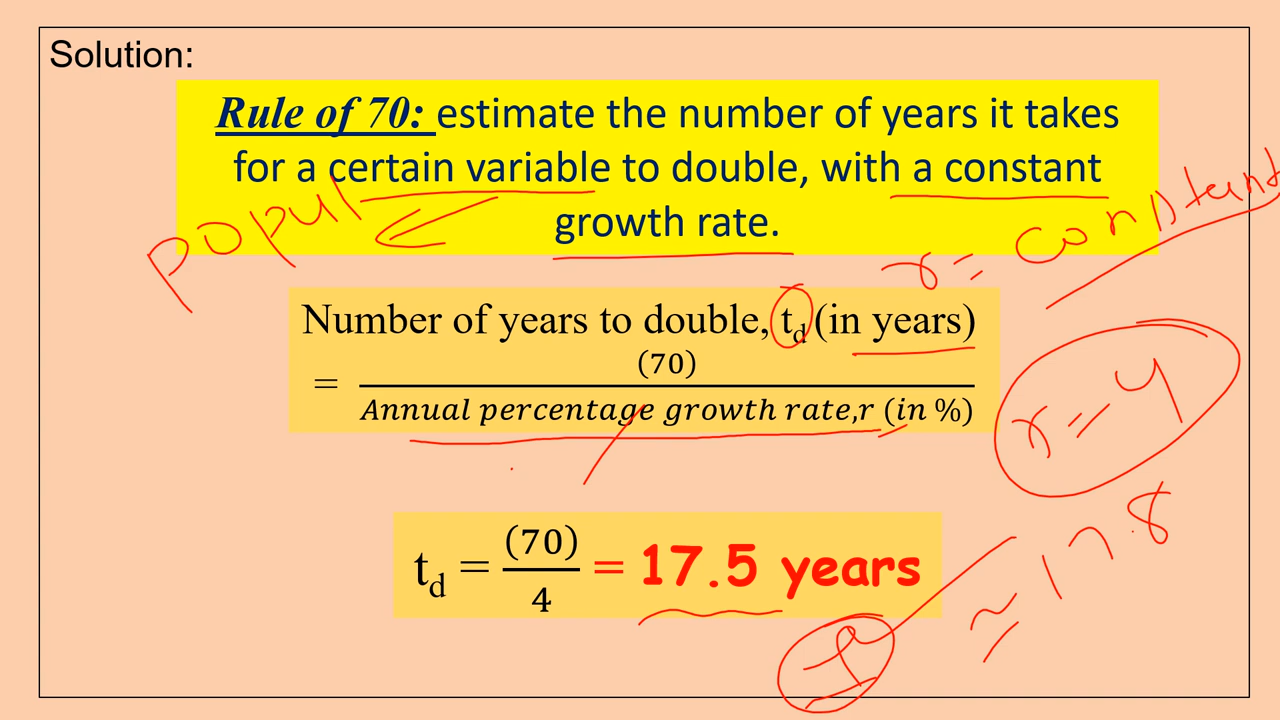 Solution:
Rule of 70: estimate the number of years it takes
for a certain variable to double, with a constant
growth rate.
popul
r = constant
Number of years to double, t_d (in years)
= (70) / Annual percentage growth rate,r (in %)
r = 4
t_d = (70)/4 = 17.5 years
≈ 17.8